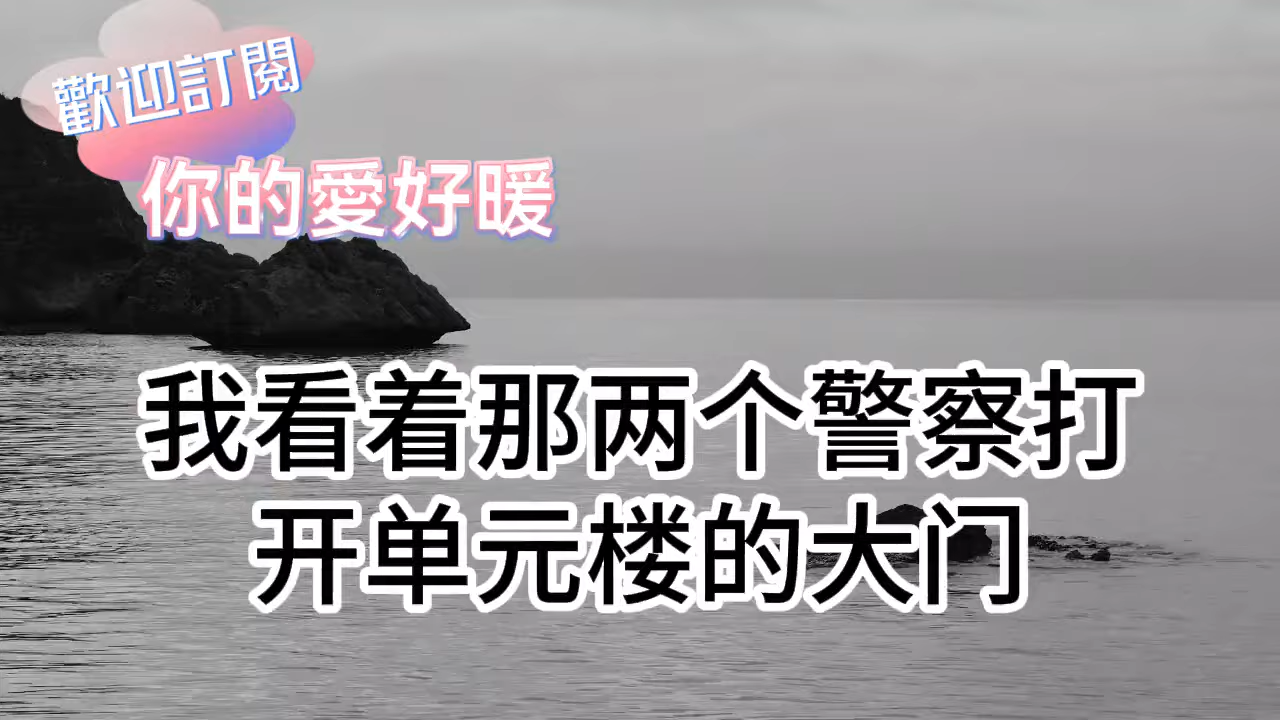 歡迎訂閱
你的愛好暖
我看着那两个警察打
开单元楼的大门